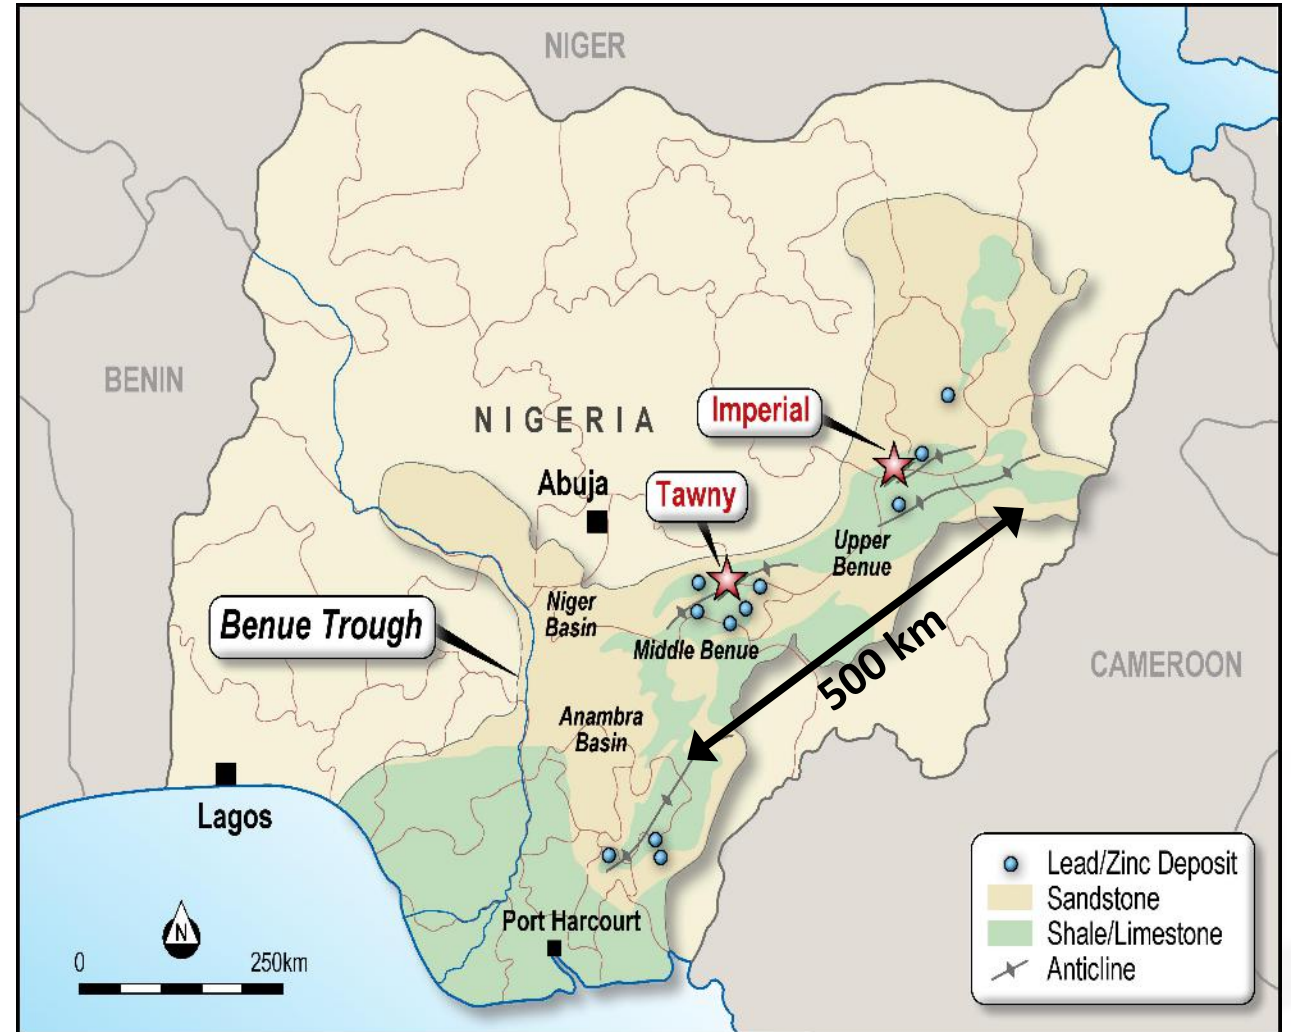 NIGER
BENIN
NIGERIA
Imperial
Abuja
Tawny
Upper
Benue
Niger
Basin
Benue Trough
Middle Benue
500 km
CAMEROON
Anambra
Basin
Lagos
Port Harcourt
N
0 250km
Lead/Zinc Deposit
Sandstone
Shale/Limestone
Anticline